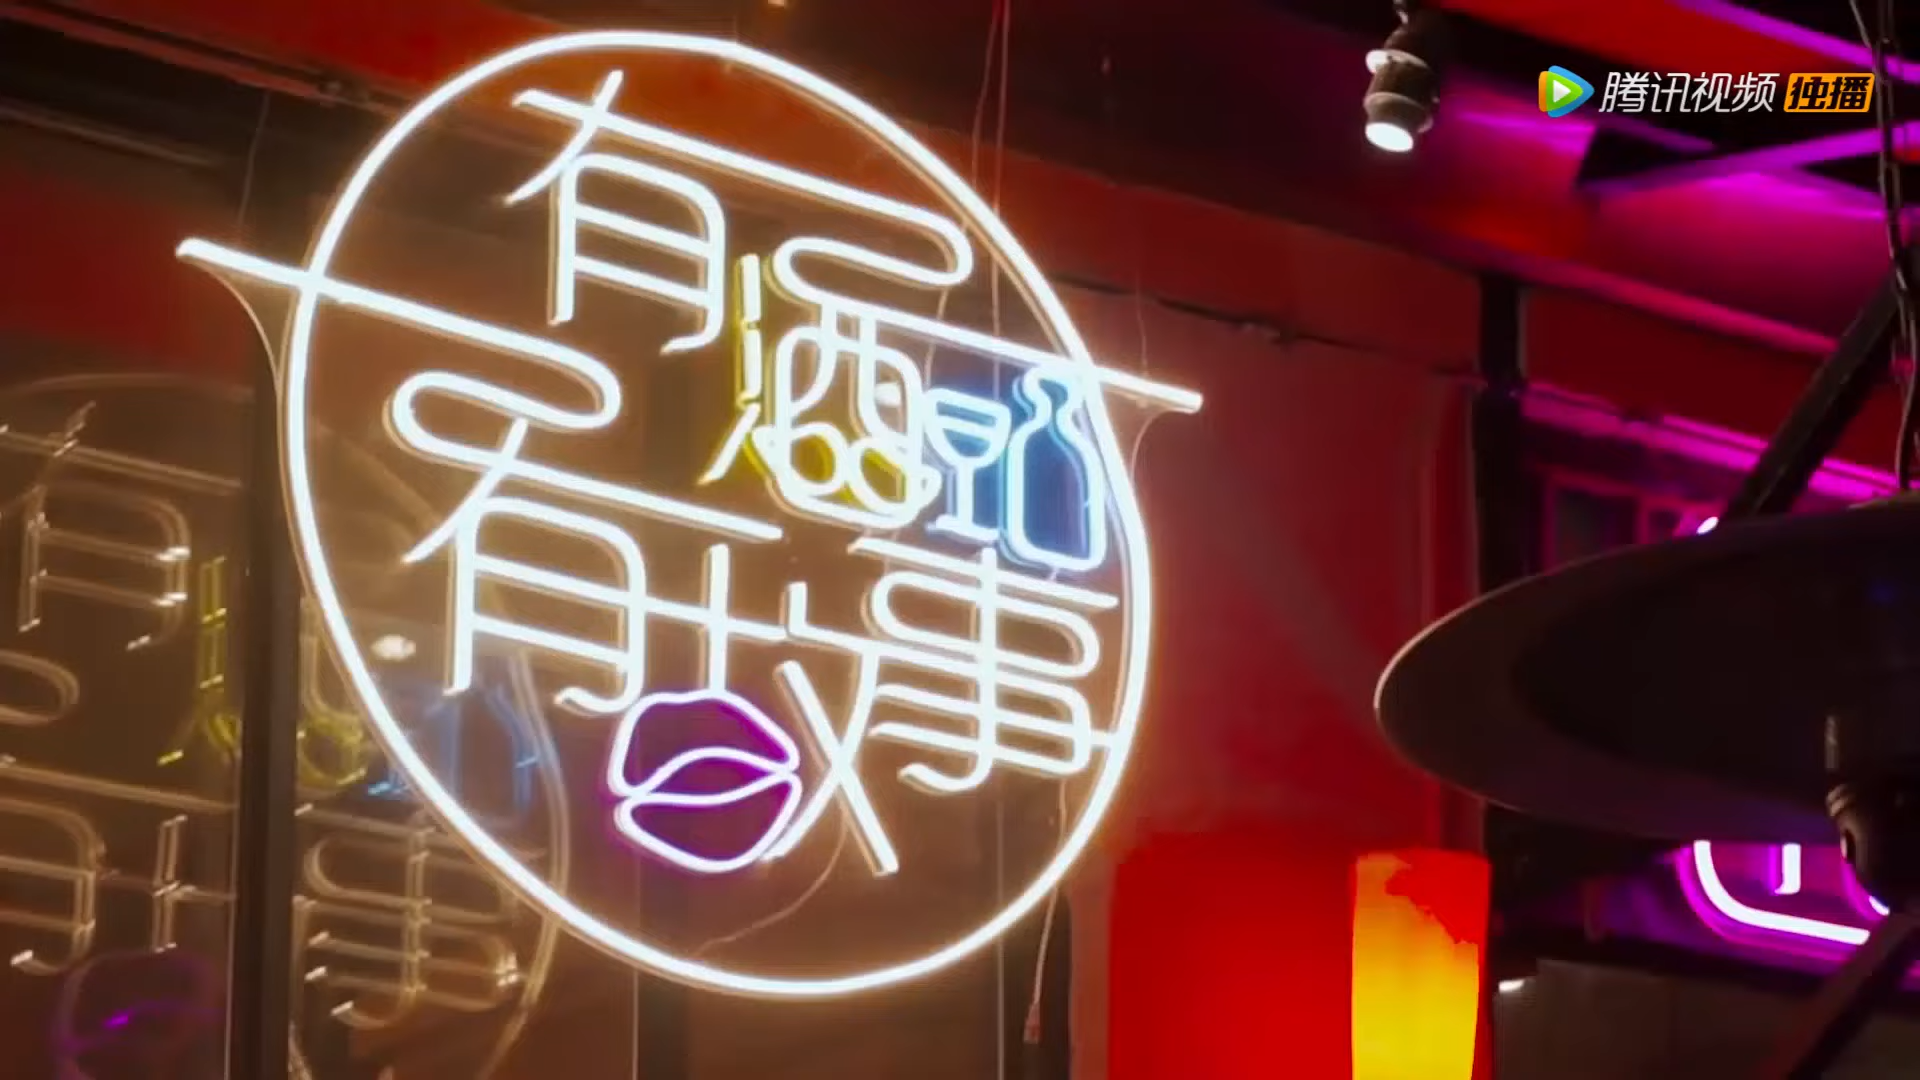 腾讯视频 独播
有酒
有故事